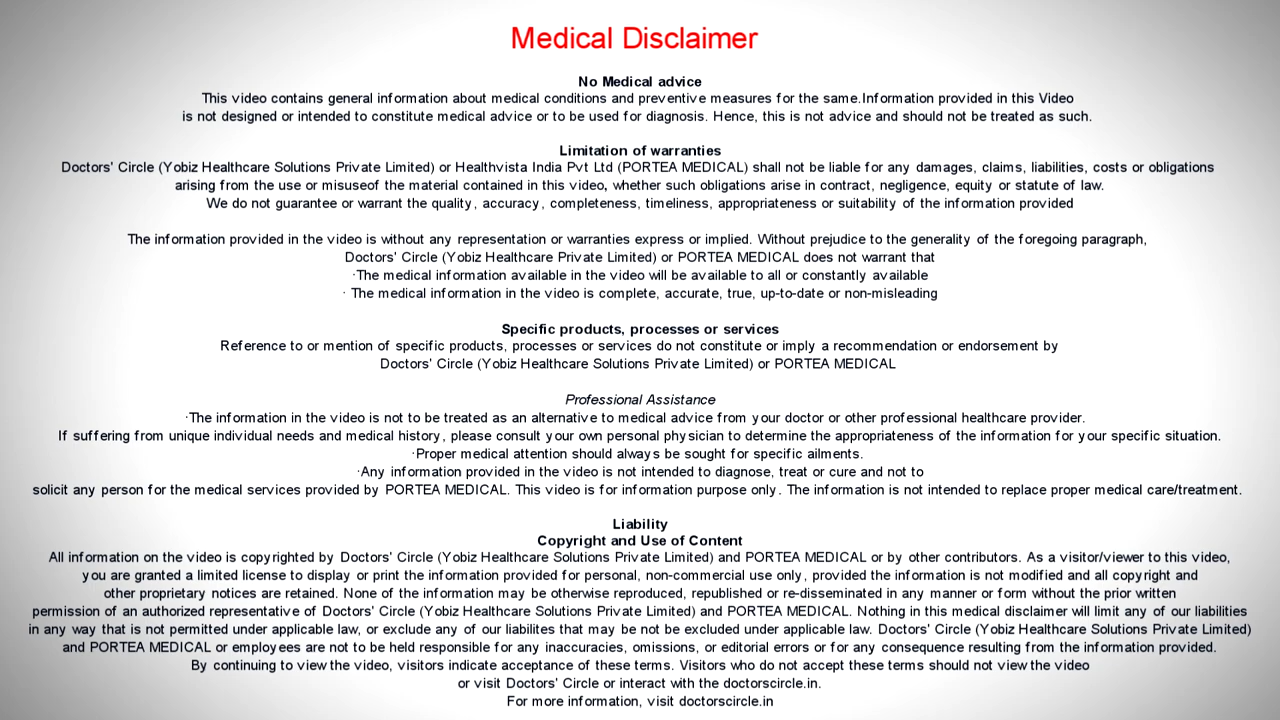 Medical Disclaimer
No Medical advice
This video contains general information about medical conditions and preventive measures for the same.Information provided in this Video
is not designed or intended to constitute medical advice or to be used for diagnosis. Hence, this is not advice and should not be treated as such.
Limitation of warranties
Doctors' Circle (Yobiz Healthcare Solutions Private Limited) or Healthvista India Pvt Ltd (PORTEA MEDICAL) shall not be liable for any damages, claims, liabilities, costs or obligations
arising from the use or misuseof the material contained in this video, whether such obligations arise in contract, negligence, equity or statute of law.
We do not guarantee or warrant the quality, accuracy, completeness, timeliness, appropriateness or suitability of the information provided
The information provided in the video is without any representation or warranties express or implied. Without prejudice to the generality of the foregoing paragraph,
Doctors' Circle (Yobiz Healthcare Private Limited) or PORTEA MEDICAL does not warrant that
·The medical information available in the video will be available to all or constantly available
· The medical information in the video is complete, accurate, true, up-to-date or non-misleading
Specific products, processes or services
Reference to or mention of specific products, processes or services do not constitute or imply a recommendation or endorsement by
Doctors' Circle (Yobiz Healthcare Solutions Private Limited) or PORTEA MEDICAL
Professional Assistance
·The information in the video is not to be treated as an alternative to medical advice from your doctor or other professional healthcare provider.
If suffering from unique individual needs and medical history, please consult your own personal physician to determine the appropriateness of the information for your specific situation.
·Proper medical attention should always be sought for specific ailments.
·Any information provided in the video is not intended to diagnose, treat or cure and not to
solicit any person for the medical services provided by PORTEA MEDICAL. This video is for information purpose only. The information is not intended to replace proper medical care/treatment.
Liability
Copyright and Use of Content
All information on the video is copyrighted by Doctors' Circle (Yobiz Healthcare Solutions Private Limited) and PORTEA MEDICAL or by other contributors. As a visitor/viewer to this video,
you are granted a limited license to display or print the information provided for personal, non-commercial use only, provided the information is not modified and all copyright and
other proprietary notices are retained. None of the information may be otherwise reproduced, republished or re-disseminated in any manner or form without the prior written
permission of an authorized representative of Doctors' Circle (Yobiz Healthcare Solutions Private Limited) and PORTEA MEDICAL. Nothing in this medical disclaimer will limit any of our liabilities
in any way that is not permitted under applicable law, or exclude any of our liabilites that may be not be excluded under applicable law. Doctors' Circle (Yobiz Healthcare Solutions Private Limited)
and PORTEA MEDICAL or employees are not to be held responsible for any inaccuracies, omissions, or editorial errors or for any consequence resulting from the information provided.
By continuing to view the video, visitors indicate acceptance of these terms. Visitors who do not accept these terms should not view the video
or visit Doctors' Circle or interact with the doctorscircle.in.
For more information, visit doctorscircle.in